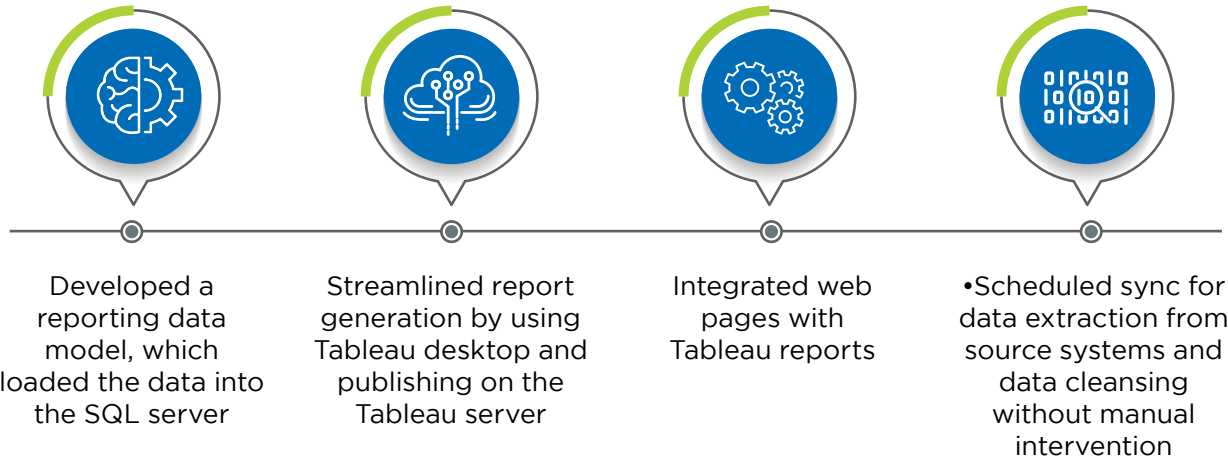 Developed a
reporting data
model, which
loaded the data into
the SQL server
Streamlined report
generation by using
Tableau desktop and
publishing on the
Tableau server
Integrated web
pages with
Tableau reports
•Scheduled sync for
data extraction from
source systems and
data cleansing
without manual
intervention